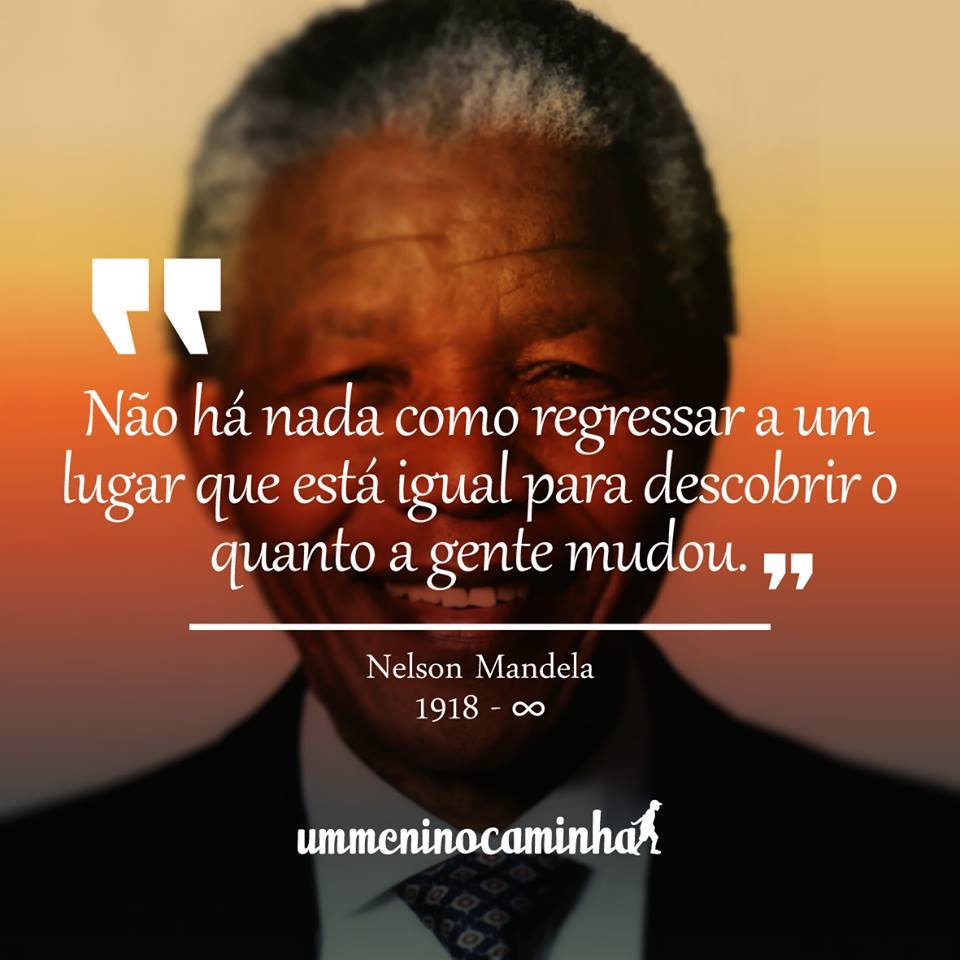 Não há nada como regressar a um
lugar que está igual para descobrir o
quanto a gente mudou.
Nelson Mandela
1918 - ∞
ummeninocaminha